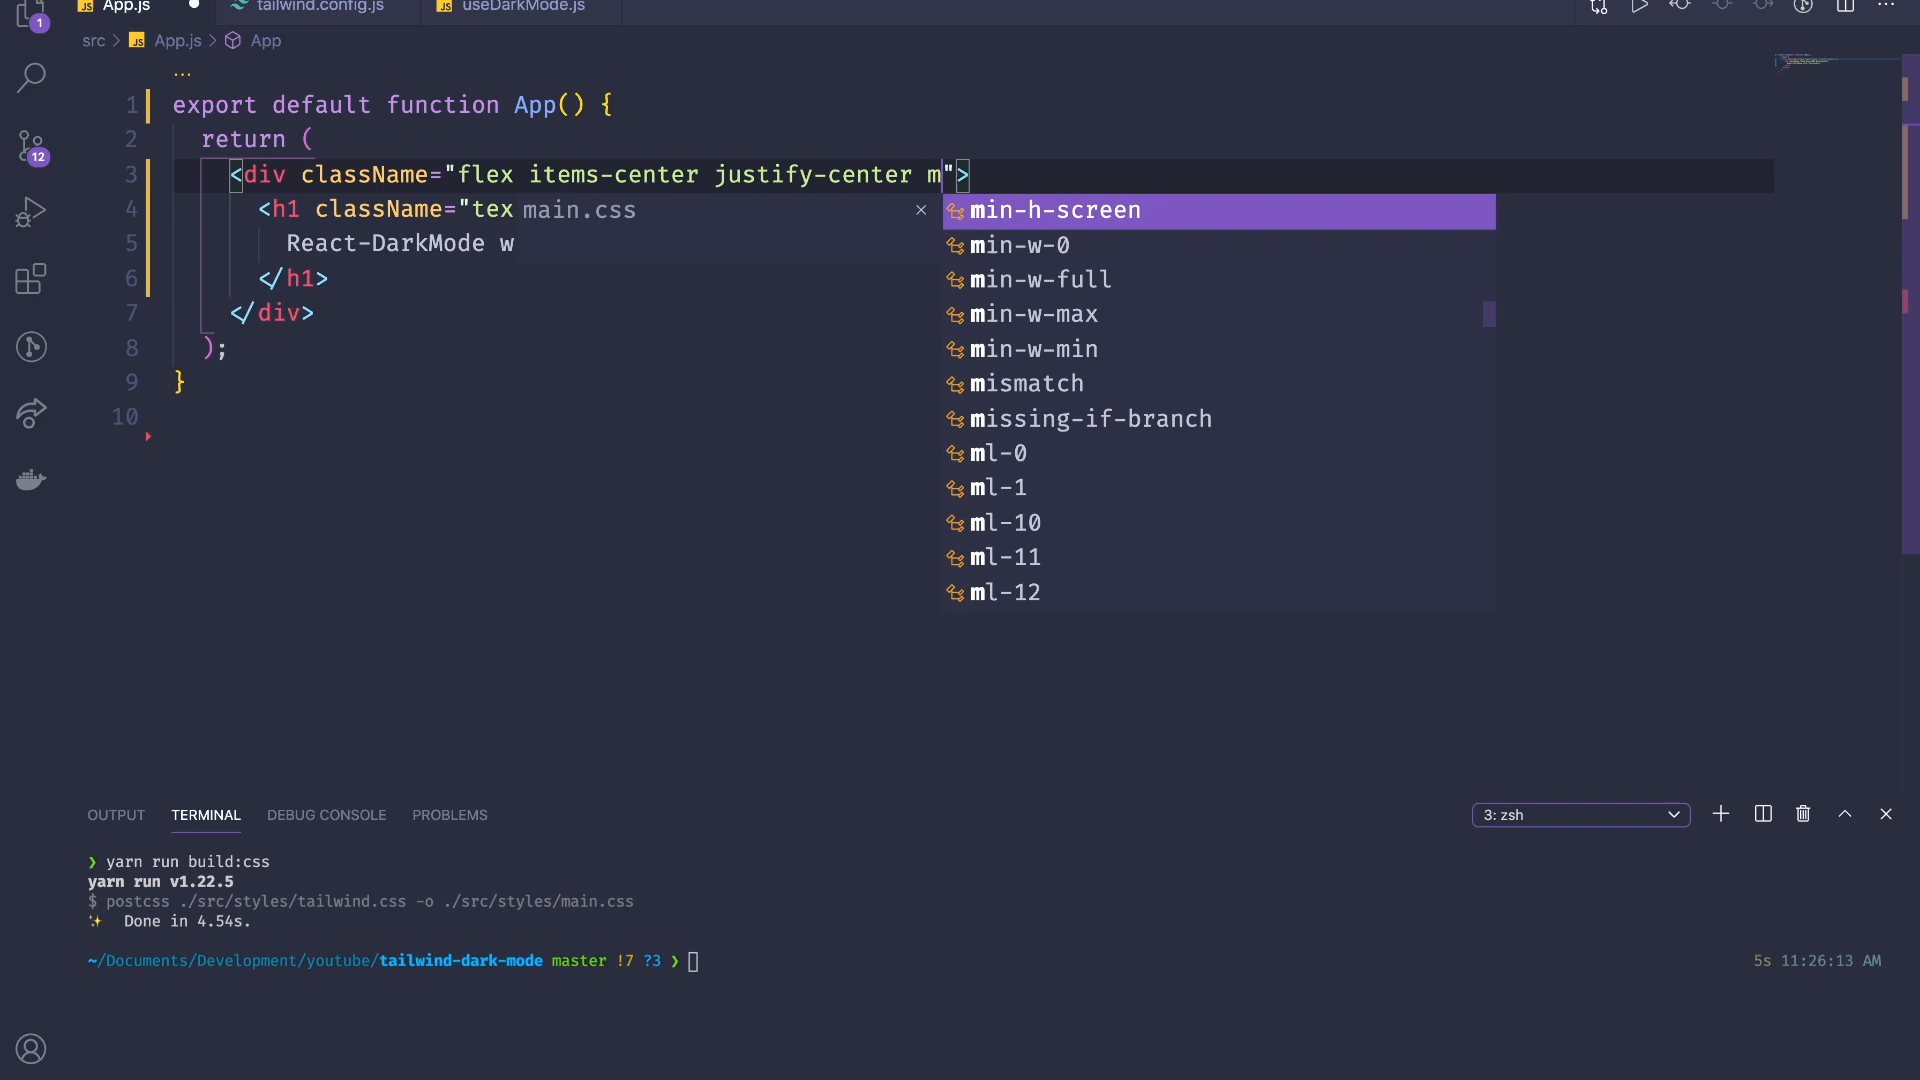 1
App.js
tailwind.config.js
useDarkMode.js
src > JS App.js > App
...
12
1 export default function App() {
2 return (
3 <div className="flex items-center justify-center m">
4 <h1 className="tex
main.css
5 React-DarkMode w
6 </h1>
7 </div>
8 );
9 }
10
min-h-screen
min-w-0
min-w-full
min-w-max
min-w-min
mismatch
missing-if-branch
ml-0
ml-1
ml-10
ml-11
ml-12
OUTPUT TERMINAL DEBUG CONSOLE PROBLEMS
3: zsh
❯ yarn run build:css
yarn run v1.22.5
$ postcss ./src/styles/tailwind.css -o ./src/styles/main.css
✨ Done in 4.54s.
~/Documents/Development/youtube/tailwind-dark-mode master !7 ?3 ❯
5s 11:26:13 AM